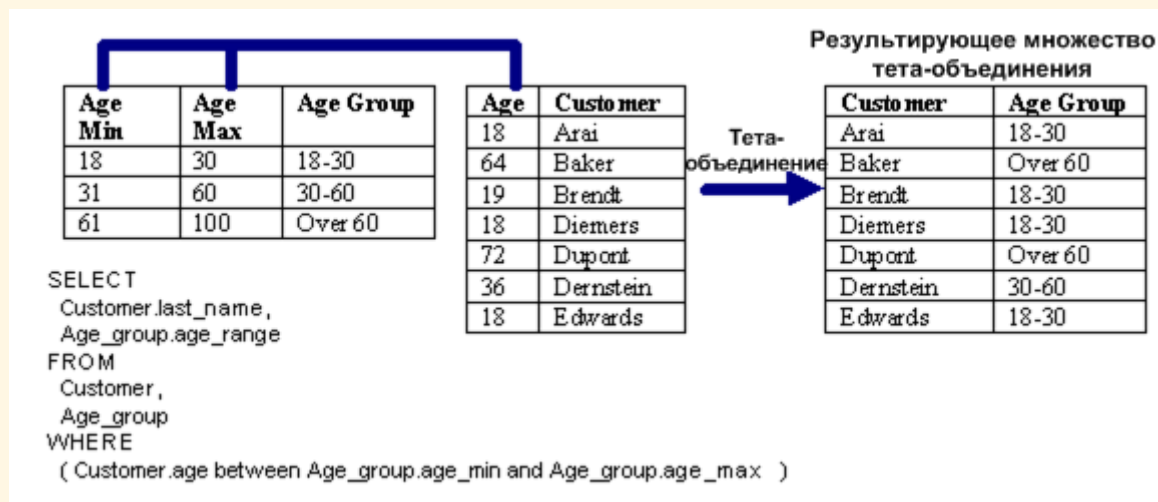 Результирующее множество
тета-объединения
Age Min | Age Max | Age Group
18 | 30 | 18-30
31 | 60 | 30-60
61 | 100 | Over 60
Age | Customer
18 | Arai
64 | Baker
19 | Brendt
18 | Diemers
72 | Dupont
36 | Dernstein
18 | Edwards
Тета-
объединение
Customer | Age Group
Arai | 18-30
Baker | Over 60
Brendt | 18-30
Diemers | 18-30
Dupont | Over 60
Dernstein | 30-60
Edwards | 18-30
SELECT
Customer.last_name,
Age_group.age_range
FROM
Customer,
Age_group
WHERE
( Customer.age between Age_group.age_min and Age_group.age_max )